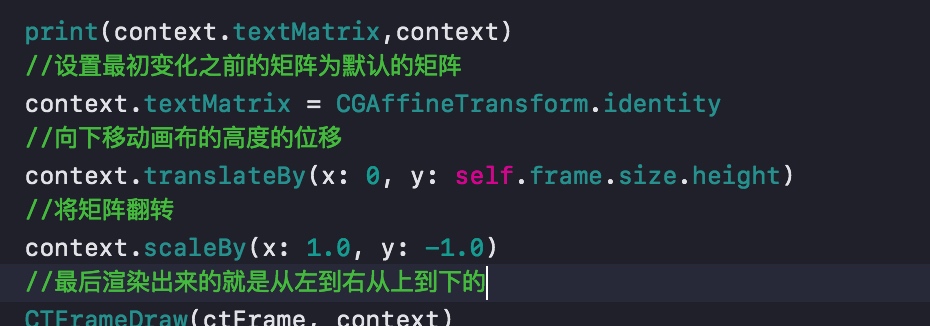 print(context.textMatrix,context)
//设置最初变化之前的矩阵为默认的矩阵
context.textMatrix = CGAffineTransform.identity
//向下移动画布的高度的位移
context.translateBy(x: 0, y: self.frame.size.height)
//将矩阵翻转
context.scaleBy(x: 1.0, y: -1.0)
//最后渲染出来的就是从左到右从上到下的
CTFrameDraw(ctFrame, context)